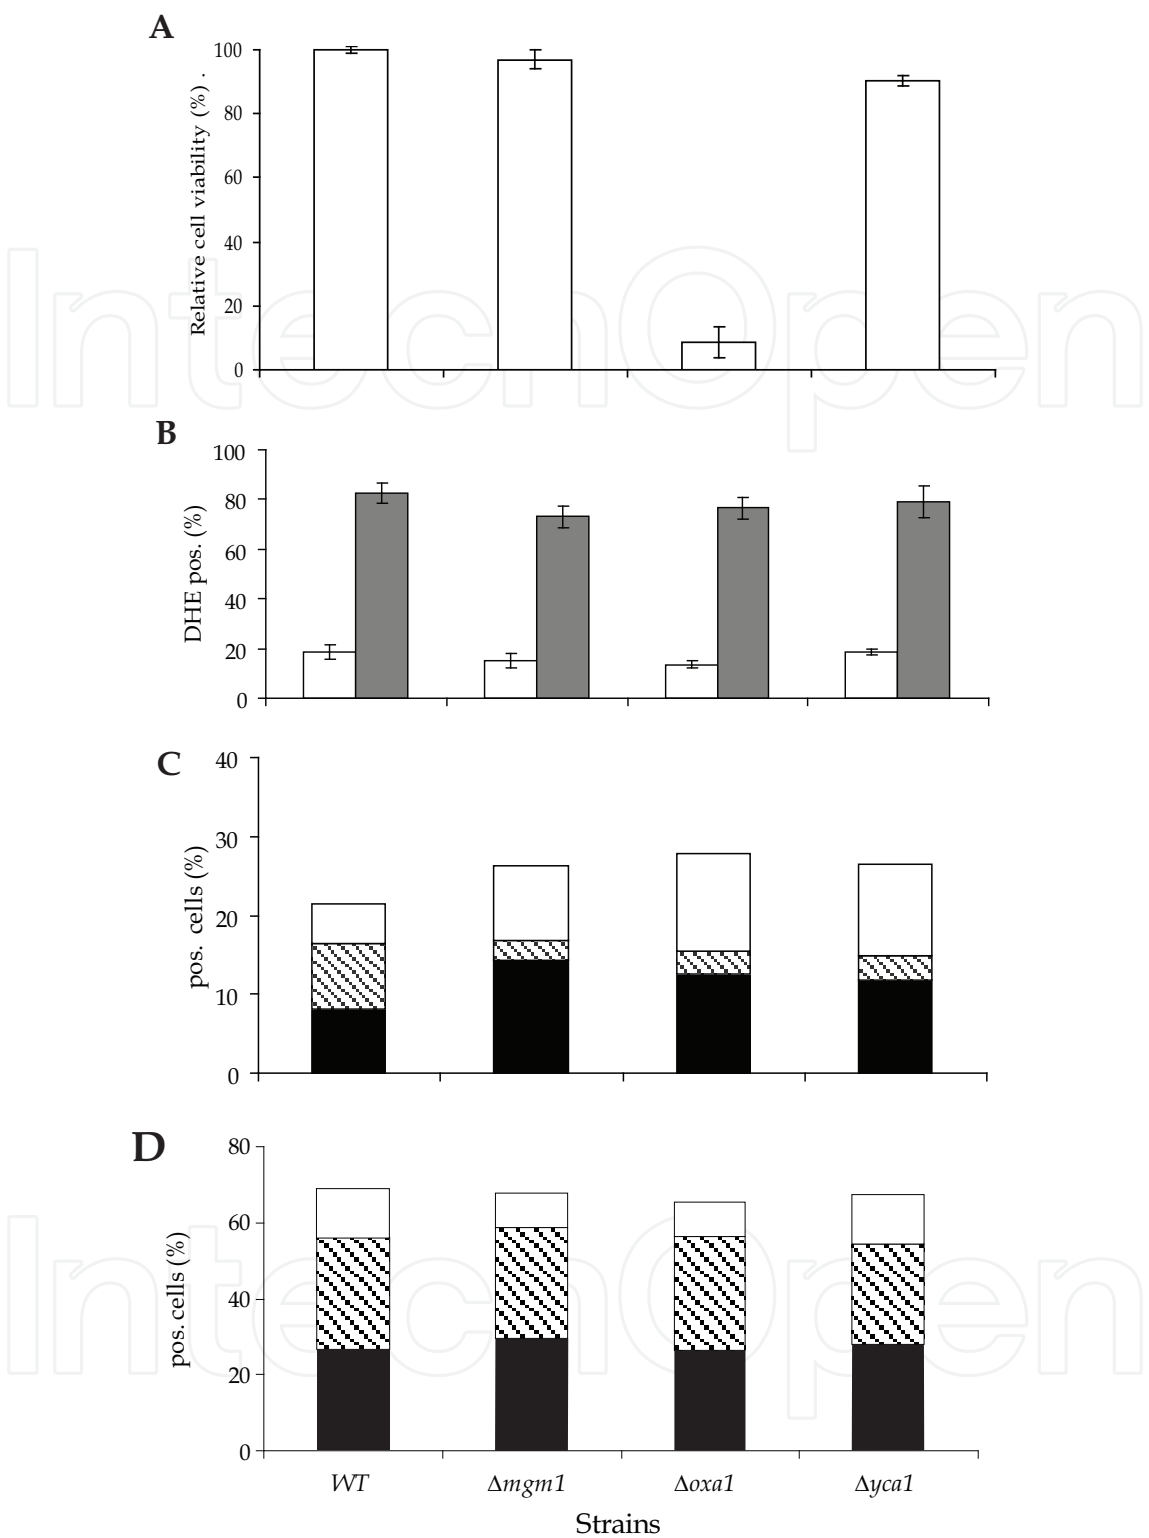 A
Relative cell viability (%) .
100
80
60
40
20
0
B
DHE pos. (%)
100
80
60
40
20
0
C
pos. cells (%)
40
30
20
10
0
D
pos. cells (%)
80
60
40
20
0
WT Δmgm1 Δoxa1 Δyca1
Strains
IntechOpen
IntechOpen